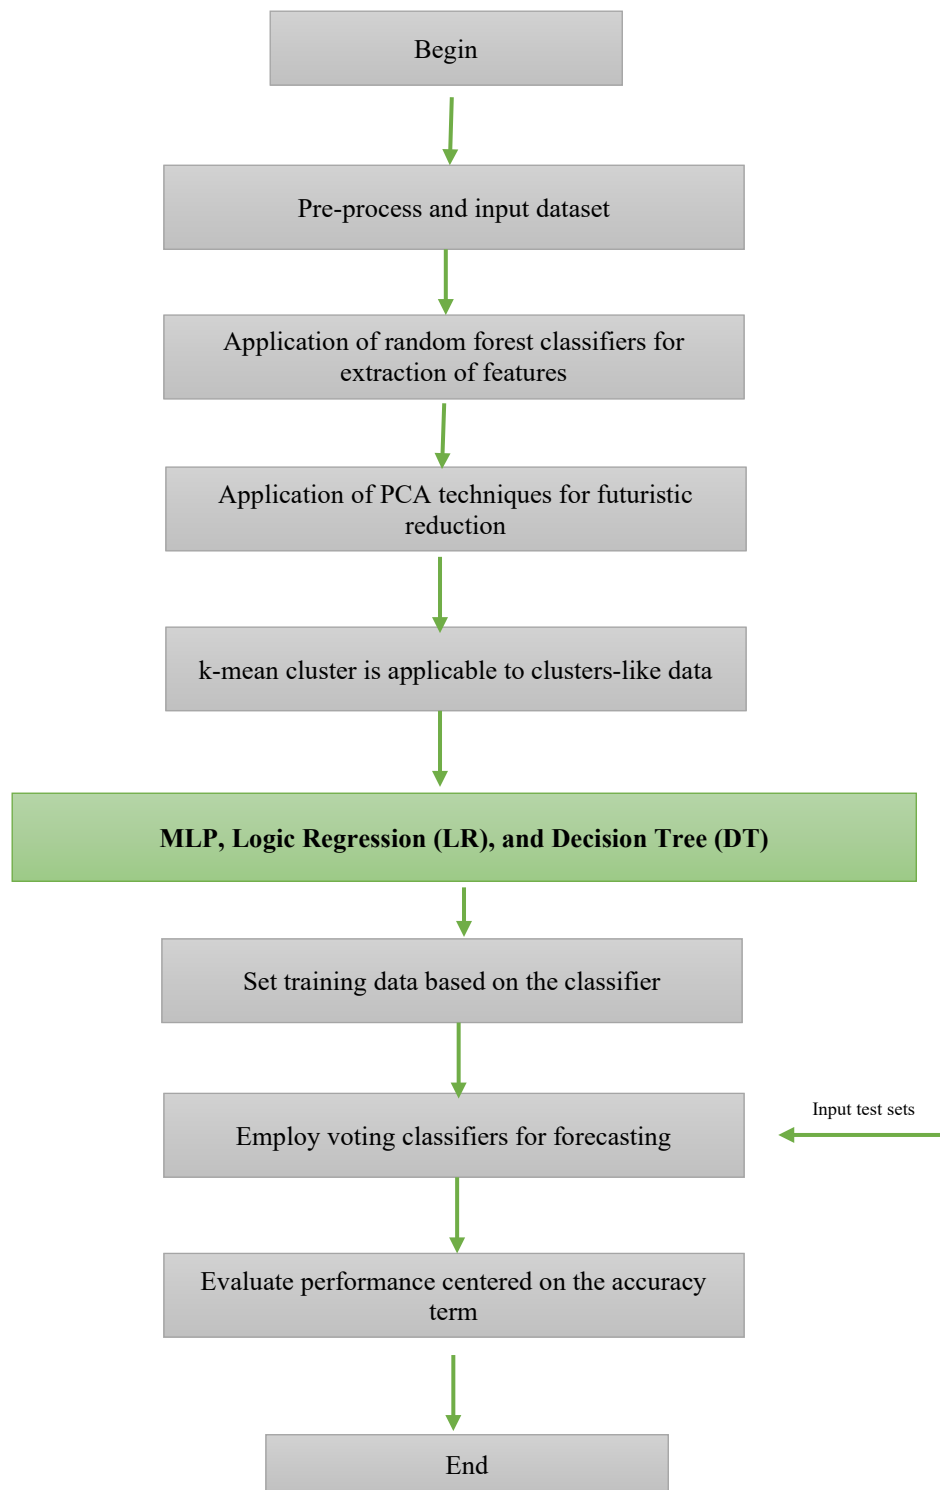 Begin
Pre-process and input dataset
Application of random forest classifiers for
extraction of features
Application of PCA techniques for futuristic
reduction
k-mean cluster is applicable to clusters-like data
MLP, Logic Regression (LR), and Decision Tree (DT)
Set training data based on the classifier
Input test sets
Employ voting classifiers for forecasting
Evaluate performance centered on the accuracy
term
End